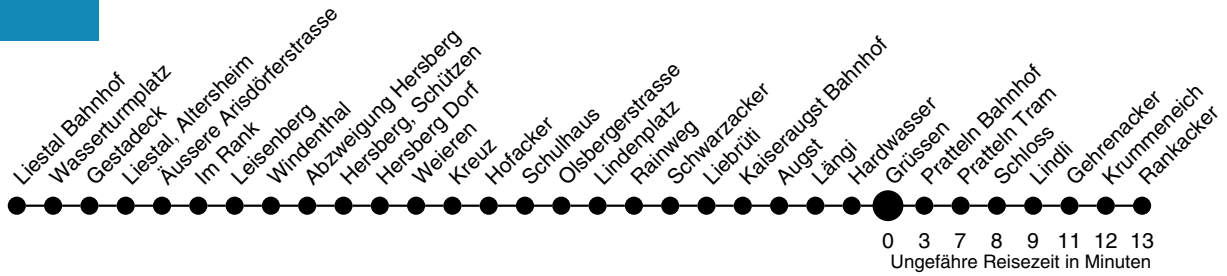 Liestal Bahnhof
Wasserturmplatz
Gestadeck
Liestal, Altersheim
Äussere Arisdörferstrasse
Im Rank
Leisenberg
Windenthal
Abzweigung Hersberg
Hersberg, Schützen
Hersberg Dorf
Weieren
Kreuz
Hofacker
Schulhaus
Olsbergerstrasse
Lindenplatz
Rainweg
Schwarzacker
Liebrüti
Kaiseraugst Bahnhof
Augst
Längi
Hardwasser
Grüssen
Pratteln Bahnhof
Pratteln Tram
Schloss
Lindli
Gehrenacker
Krummeneich
Rankacker
0 3 7 8 9 11 12 13
Ungefähre Reisezeit in Minuten